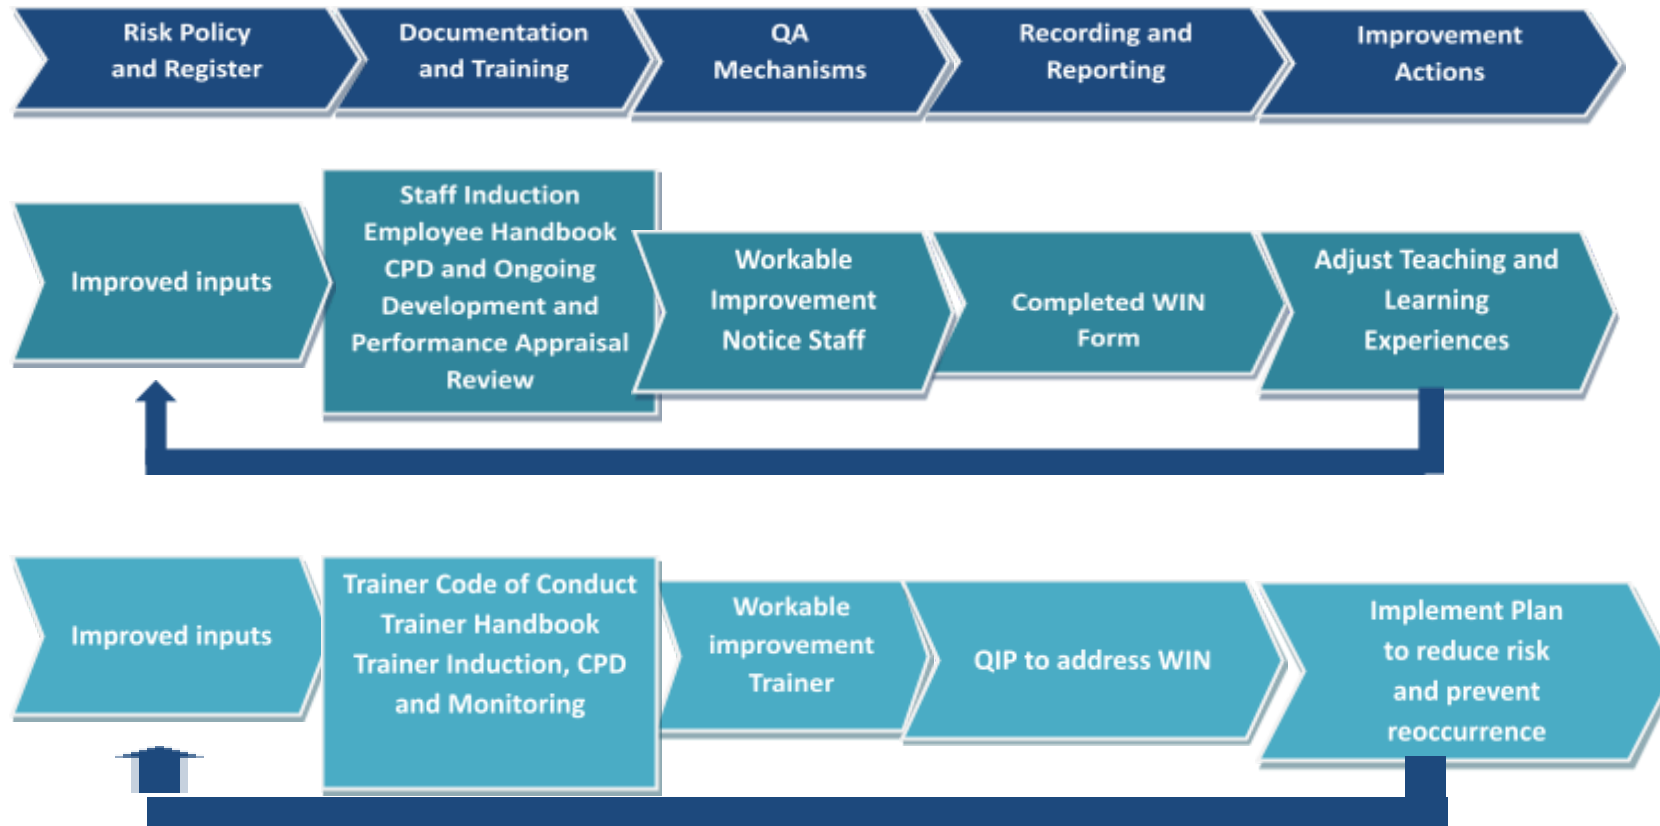 Risk Policy
and Register
Documentation
and Training
QA
Mechanisms
Recording and
Reporting
Improvement
Actions
Improved inputs
Staff Induction
Employee Handbook
CPD and Ongoing
Development and
Performance Appraisal
Review
Workable
Improvement
Notice Staff
Completed WIN
Form
Adjust Teaching and
Learning
Experiences
Improved inputs
Trainer Code of Conduct
Trainer Handbook
Trainer Induction, CPD
and Monitoring
Workable
improvement
Trainer
QIP to address WIN
Implement Plan
to reduce risk
and prevent
reoccurrence